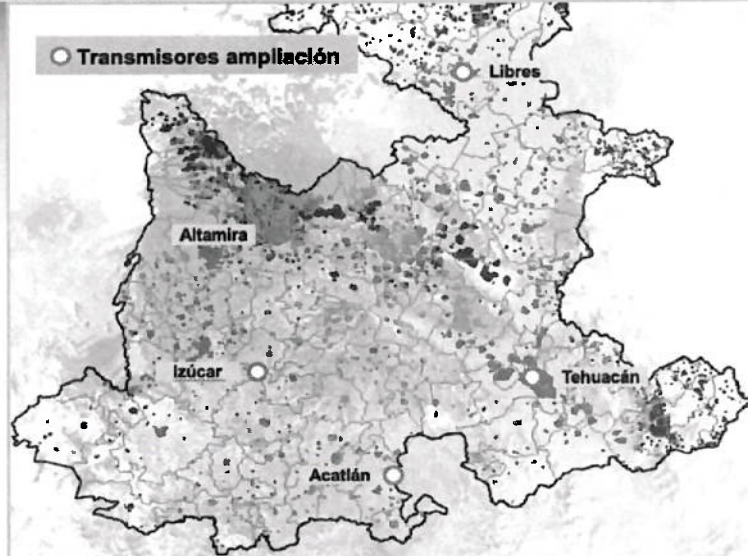 Transmisores ampliación
Libres
Altamira
Izúcar
Tehuacán
Acatlán